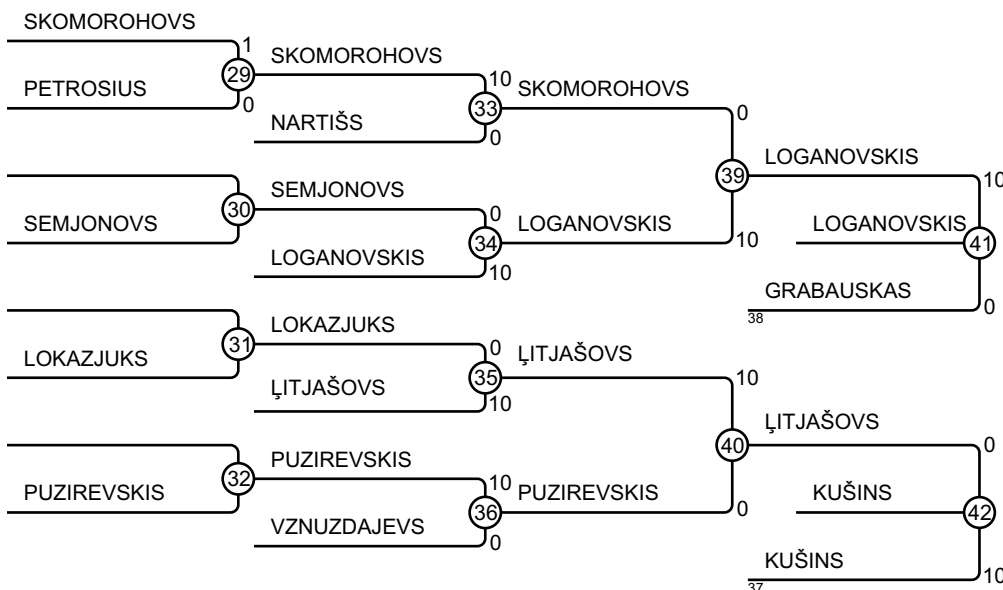 SKOMOROHOVS
1
29
SKOMOROHOVS
PETROSIUS
0
10
33
SKOMOROHOVS
NARTIŠS
0
0
39
LOGANOVSKIS
30
SEMJONOVS
SEMJONOVS
0
34
LOGANOVSKIS
LOGANOVSKIS
10
10
10
LOGANOVSKIS
41
GRABAUSKAS
38
0
31
LOKAZJUKS
LOKAZJUKS
0
35
ĻITJAŠOVS
ĻITJAŠOVS
10
10
40
ĻITJAŠOVS
32
PUZIREVSKIS
PUZIREVSKIS
10
36
PUZIREVSKIS
VZNUZDAJEVS
0
0
0
KUŠINS
42
KUŠINS
37
10